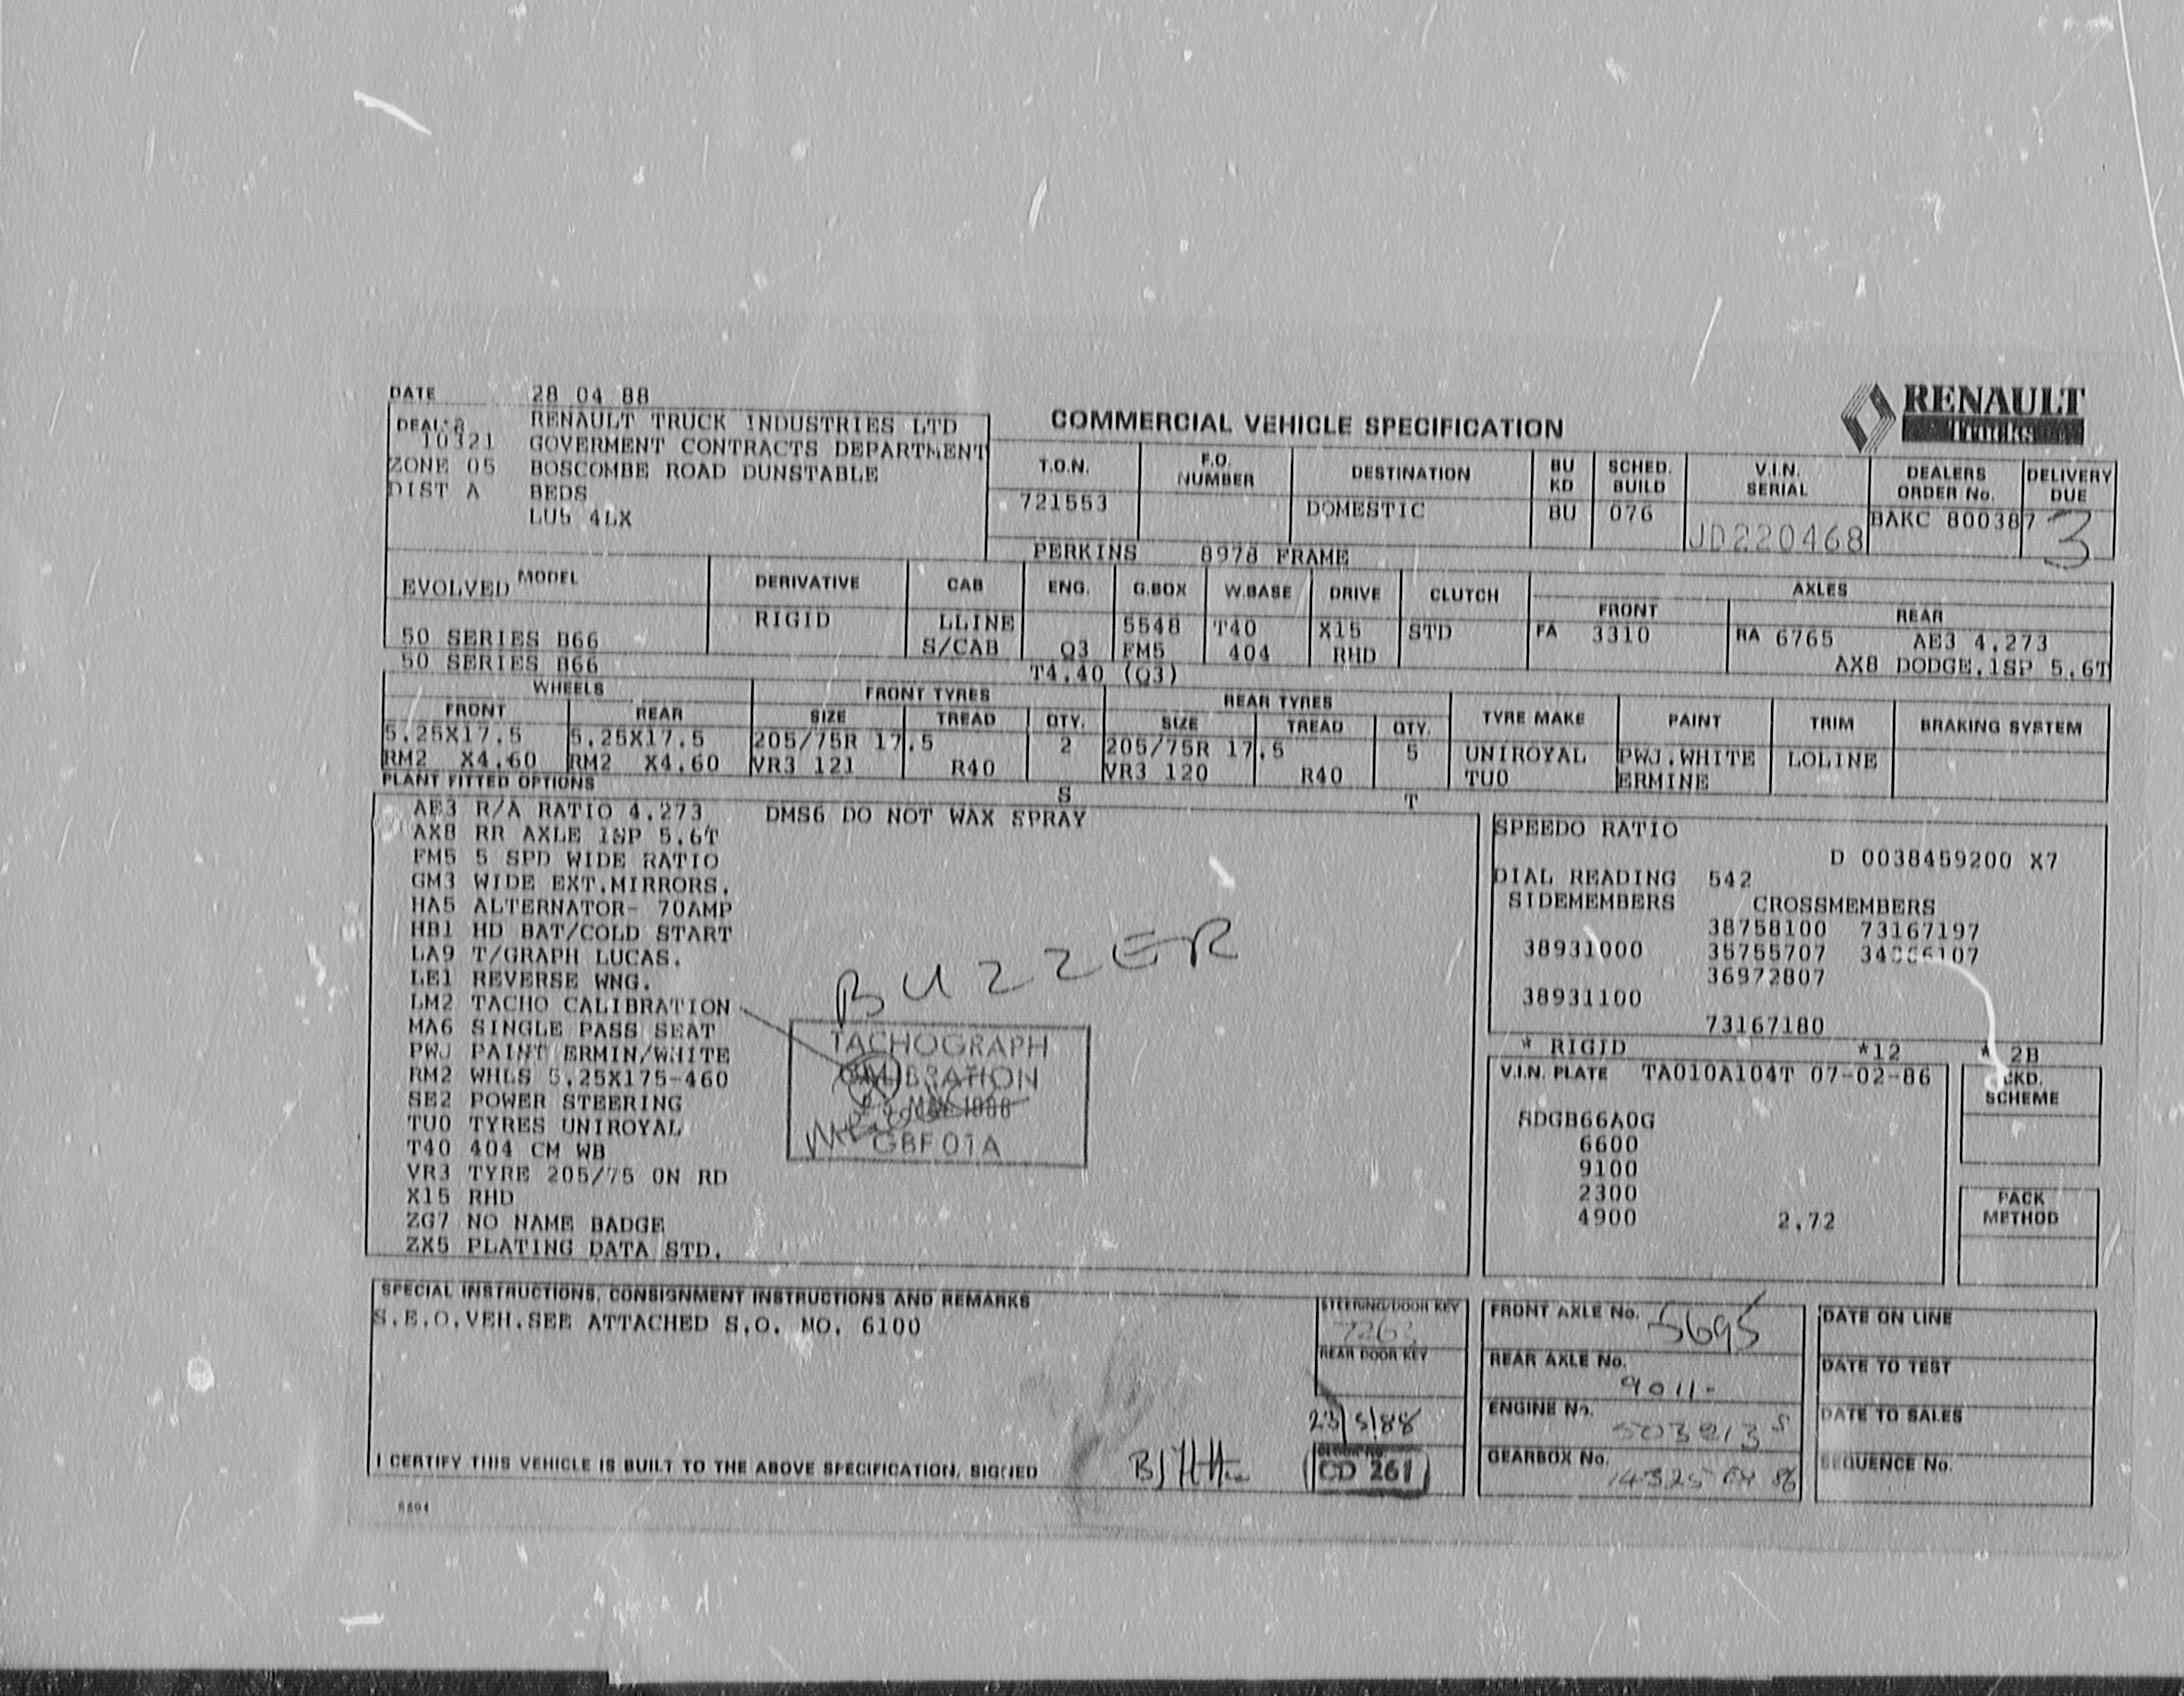 DATE 28 04 88
RENAULT Trucks
COMMERCIAL VEHICLE SPECIFICATION
10321
RENAULT TRUCK INDUSTRIES LTD
GOVERMENT CONTRACTS DEPARTMENT
ZONE 05 BOSCOMBE ROAD DUNSTABLE
DIST A BEDS
LU5 4LX
T.O.N. F.O. NUMBER DESTINATION BU KD SCHED. BUILD V.I.N. SERIAL DEALERS ORDER No. DELIVERY DUE
721553 DOMESTIC BU 076 JD220468 BAKC 800387 3
PERKINS 8978 FRAME
MODEL DERIVATIVE CAB ENG. G.BOX W.BASE DRIVE CLUTCH AXLES
EVOLVED FRONT REAR
RIGID LLINE 5548 T40 X15 STD FA 3310 RA 6765 AE3 4.273
50 SERIES B66 S/CAB Q3 FM5 404 RHD AX8 DODGE.1SP 5.6T
50 SERIES B66 T4.40 (Q3)
WHEELS FRONT TYRES REAR TYRES
FRONT REAR SIZE TREAD QTY. SIZE TREAD QTY. TYRE MAKE PAINT TRIM BRAKING SYSTEM
5.25X17.5 5.25X17.5 205/75R 17.5 2 205/75R 17.5 5 UNIROYAL PWJ.WHITE LOLINE
RM2 X4.60 RM2 X4.60 VR3 121 R40 VR3 120 R40 TU0 ERMINE
PLANT FITTED OPTIONS
S T
AE3 R/A RATIO 4.273 DMS6 DO NOT WAX SPRAY
AX8 RR AXLE 1SP 5.6T
FM5 5 SPD WIDE RATIO
GM3 WIDE EXT.MIRRORS.
HA5 ALTERNATOR- 70AMP
HB1 HD BAT/COLD START
LA9 T/GRAPH LUCAS.
LE1 REVERSE WNG.
LM2 TACHO CALIBRATION
MA6 SINGLE PASS SEAT
PWJ PAINT ERMIN/WHITE
RM2 WHLS 5.25X175-460
SE2 POWER STEERING
TU0 TYRES UNIROYAL
T40 404 CM WB
VR3 TYRE 205/75 ON RD
X15 RHD
ZG7 NO NAME BADGE
ZX5 PLATING DATA STD.
BUZZER
TACHOGRAPH
CALIBRATION
1988
GBF01A
SPEEDO RATIO
D 0038459200 X7
DIAL READING 542
SIDEMEMBERS CROSSMEMBERS
38758100 73167197
38931000 35755707
36972807
38931100
73167180
* RIGID *12 * 2B
V.I.N. PLATE TA010A104T 07-02-86
SDGB66A0G
6600
9100
2300
4900 2.72
CKD. SCHEME
PACK METHOD
SPECIAL INSTRUCTIONS, CONSIGNMENT INSTRUCTIONS AND REMARKS
S.E.O.VEH.SEE ATTACHED S.O. NO. 6100
STEERING/DOOR KEY
REAR DOOR KEY
23/5/88
CD 261
FRONT AXLE No. 5695
REAR AXLE No. 9011-
ENGINE No.
GEARBOX No.
DATE ON LINE
DATE TO TEST
DATE TO SALES
SEQUENCE No.
I CERTIFY THIS VEHICLE IS BUILT TO THE ABOVE SPECIFICATION, SIGNED